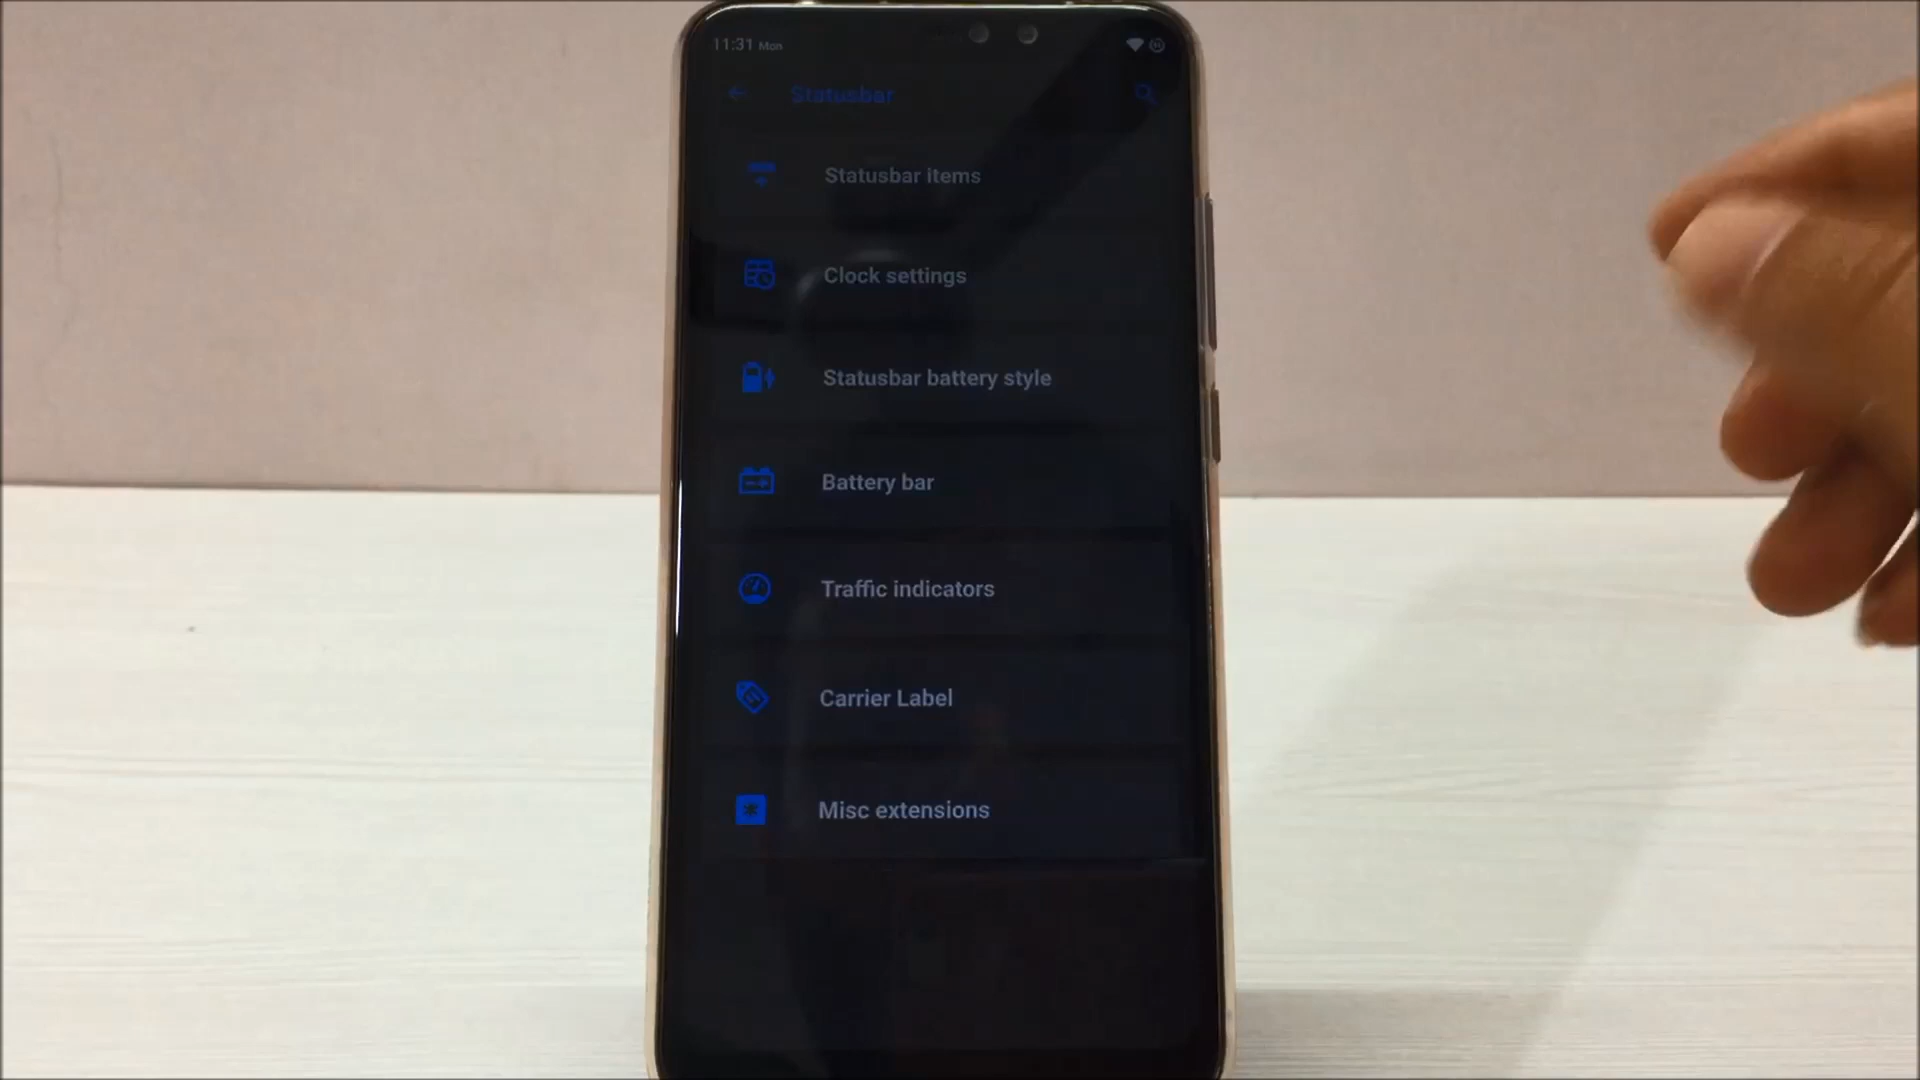 11:31 Mon
Statusbar
Statusbar items
Clock settings
Statusbar battery style
Battery bar
Traffic indicators
Carrier Label
Misc extensions